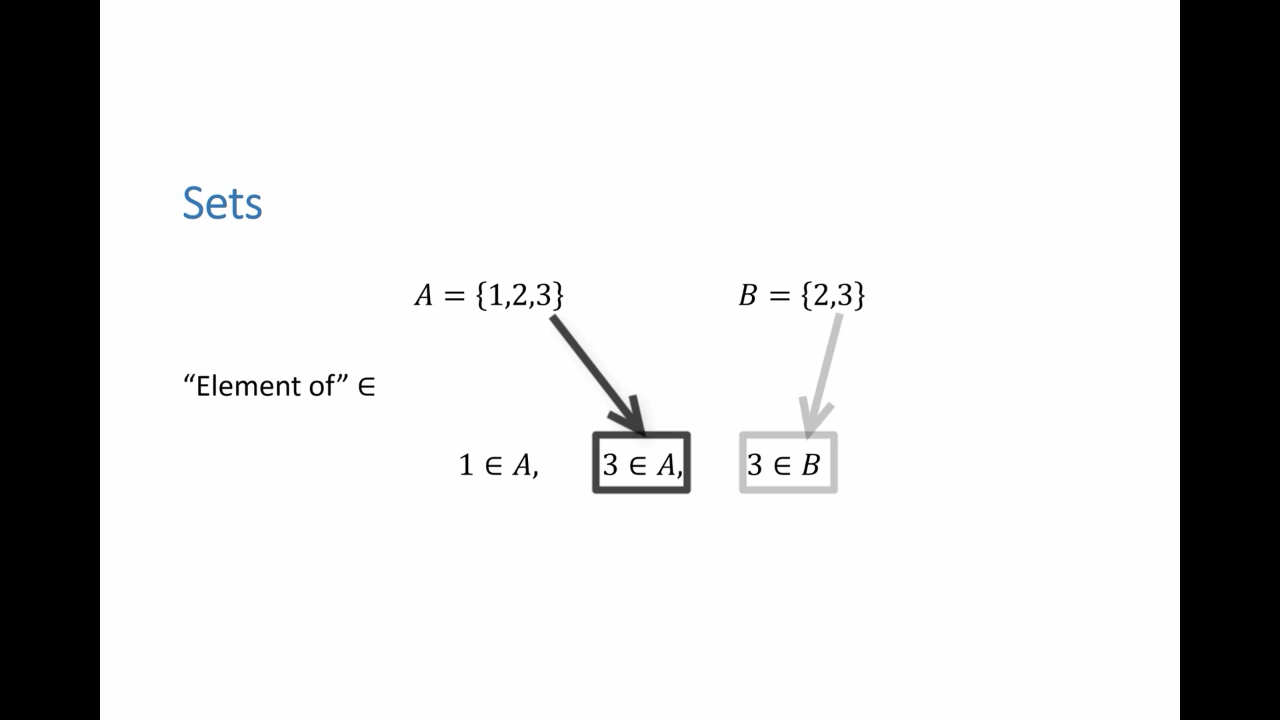 Sets
A = {1,2,3} B = {2,3}
“Element of” ∈
1 ∈ A, 3 ∈ A, 3 ∈ B